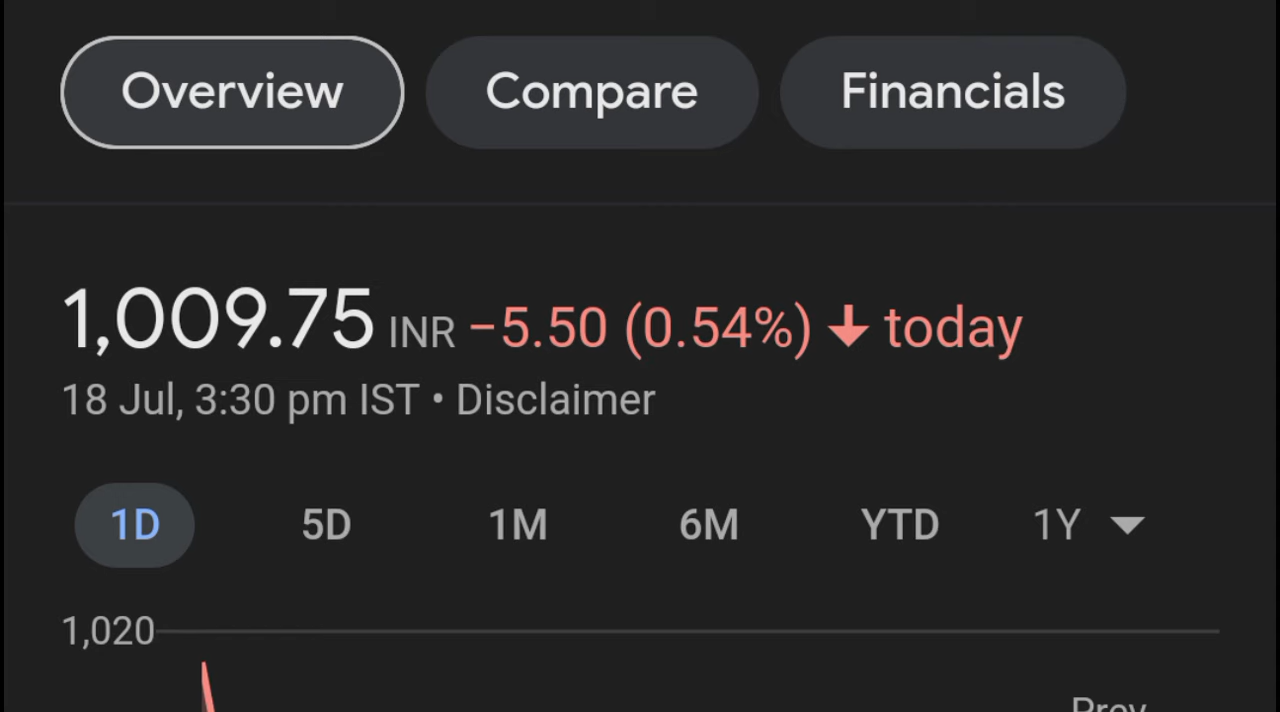 Overview Compare Financials
1,009.75 INR −5.50 (0.54%) ↓ today
18 Jul, 3:30 pm IST • Disclaimer
1D 5D 1M 6M YTD 1Y
1,020
Prev